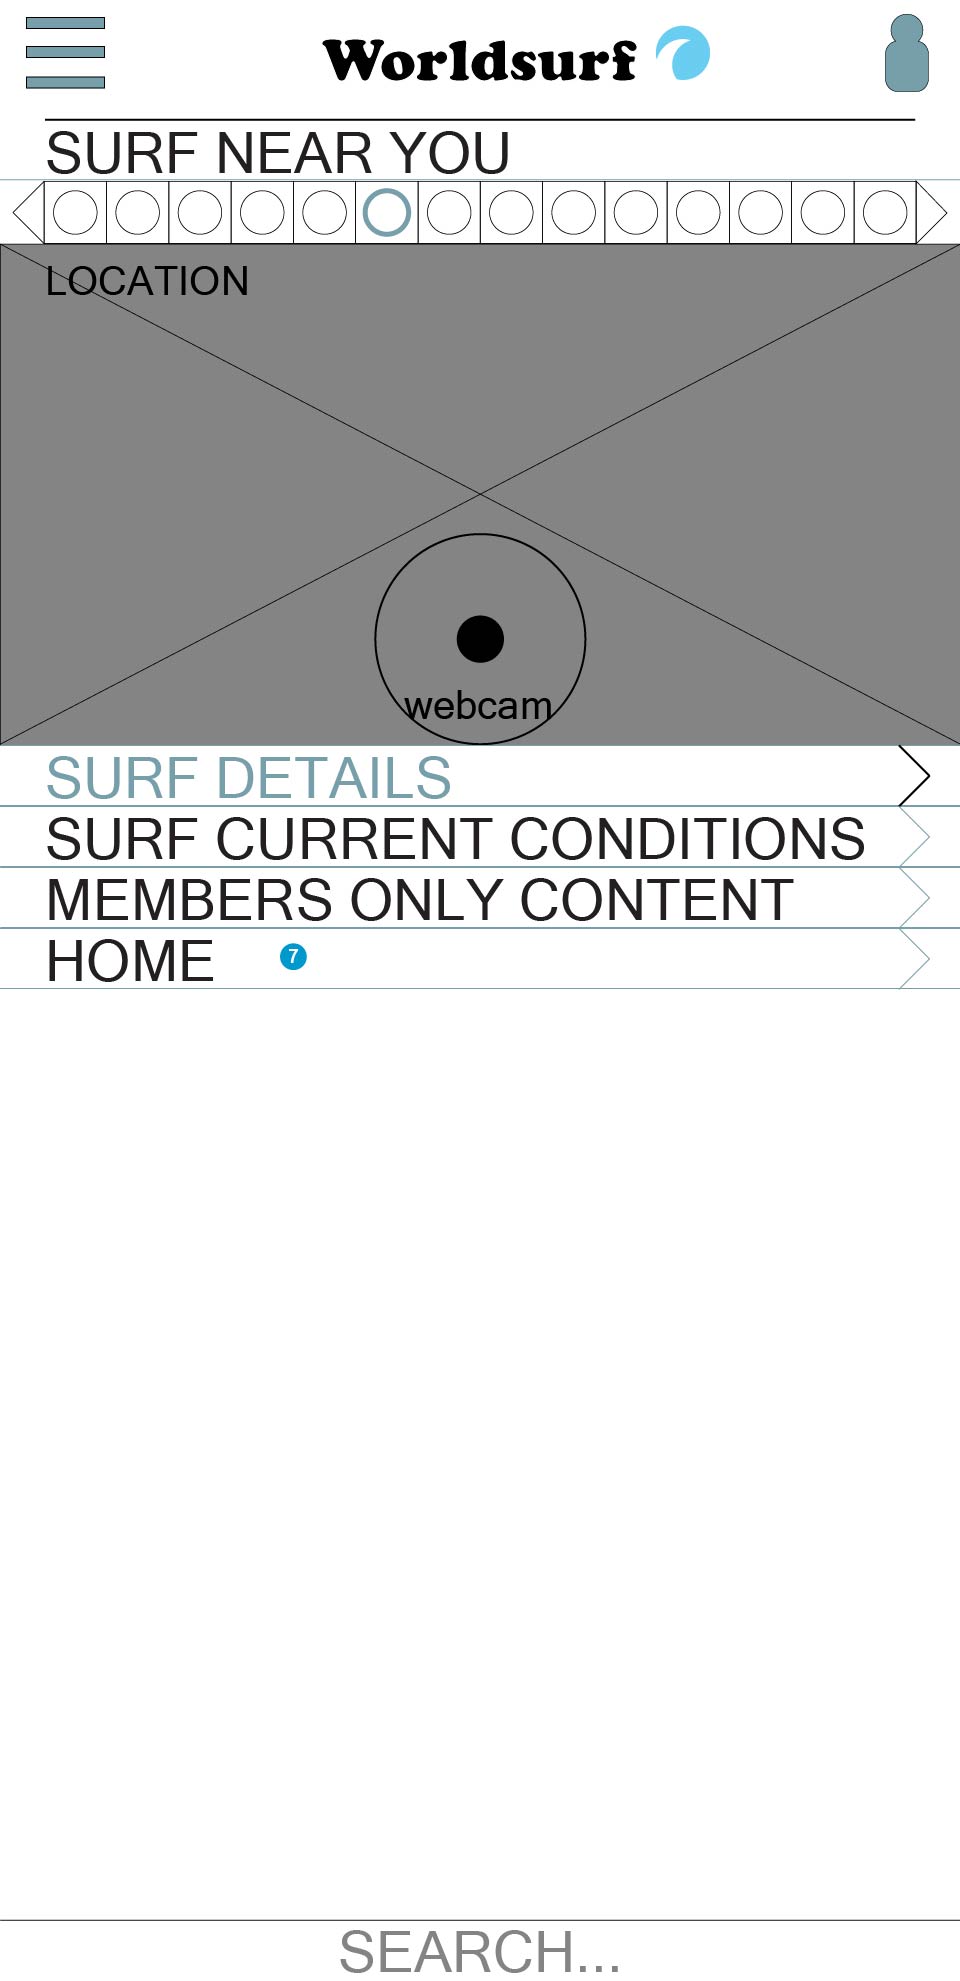 Worldsurf
SURF NEAR YOU
LOCATION
webcam
SURF DETAILS
SURF CURRENT CONDITIONS
MEMBERS ONLY CONTENT
HOME 7
SEARCH...